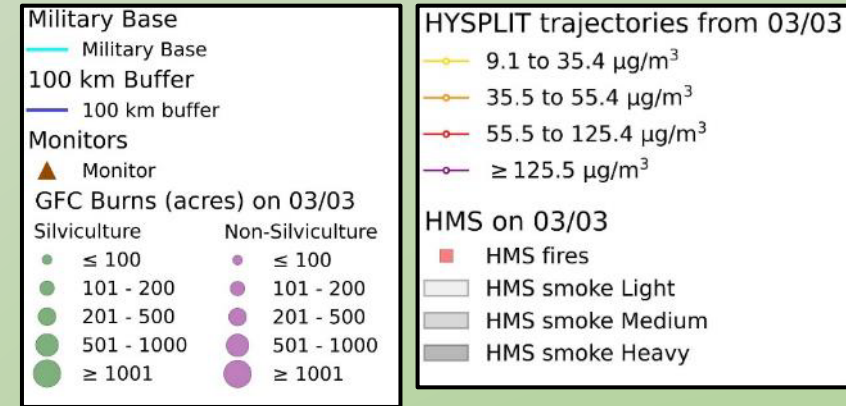 Military Base
Military Base
100 km Buffer
100 km buffer
Monitors
Monitor
GFC Burns (acres) on 03/03
Silviculture Non-Silviculture
≤ 100 ≤ 100
101 - 200 101 - 200
201 - 500 201 - 500
501 - 1000 501 - 1000
≥ 1001 ≥ 1001
HYSPLIT trajectories from 03/03
9.1 to 35.4 μg/m³
35.5 to 55.4 μg/m³
55.5 to 125.4 μg/m³
≥ 125.5 μg/m³
HMS on 03/03
HMS fires
HMS smoke Light
HMS smoke Medium
HMS smoke Heavy